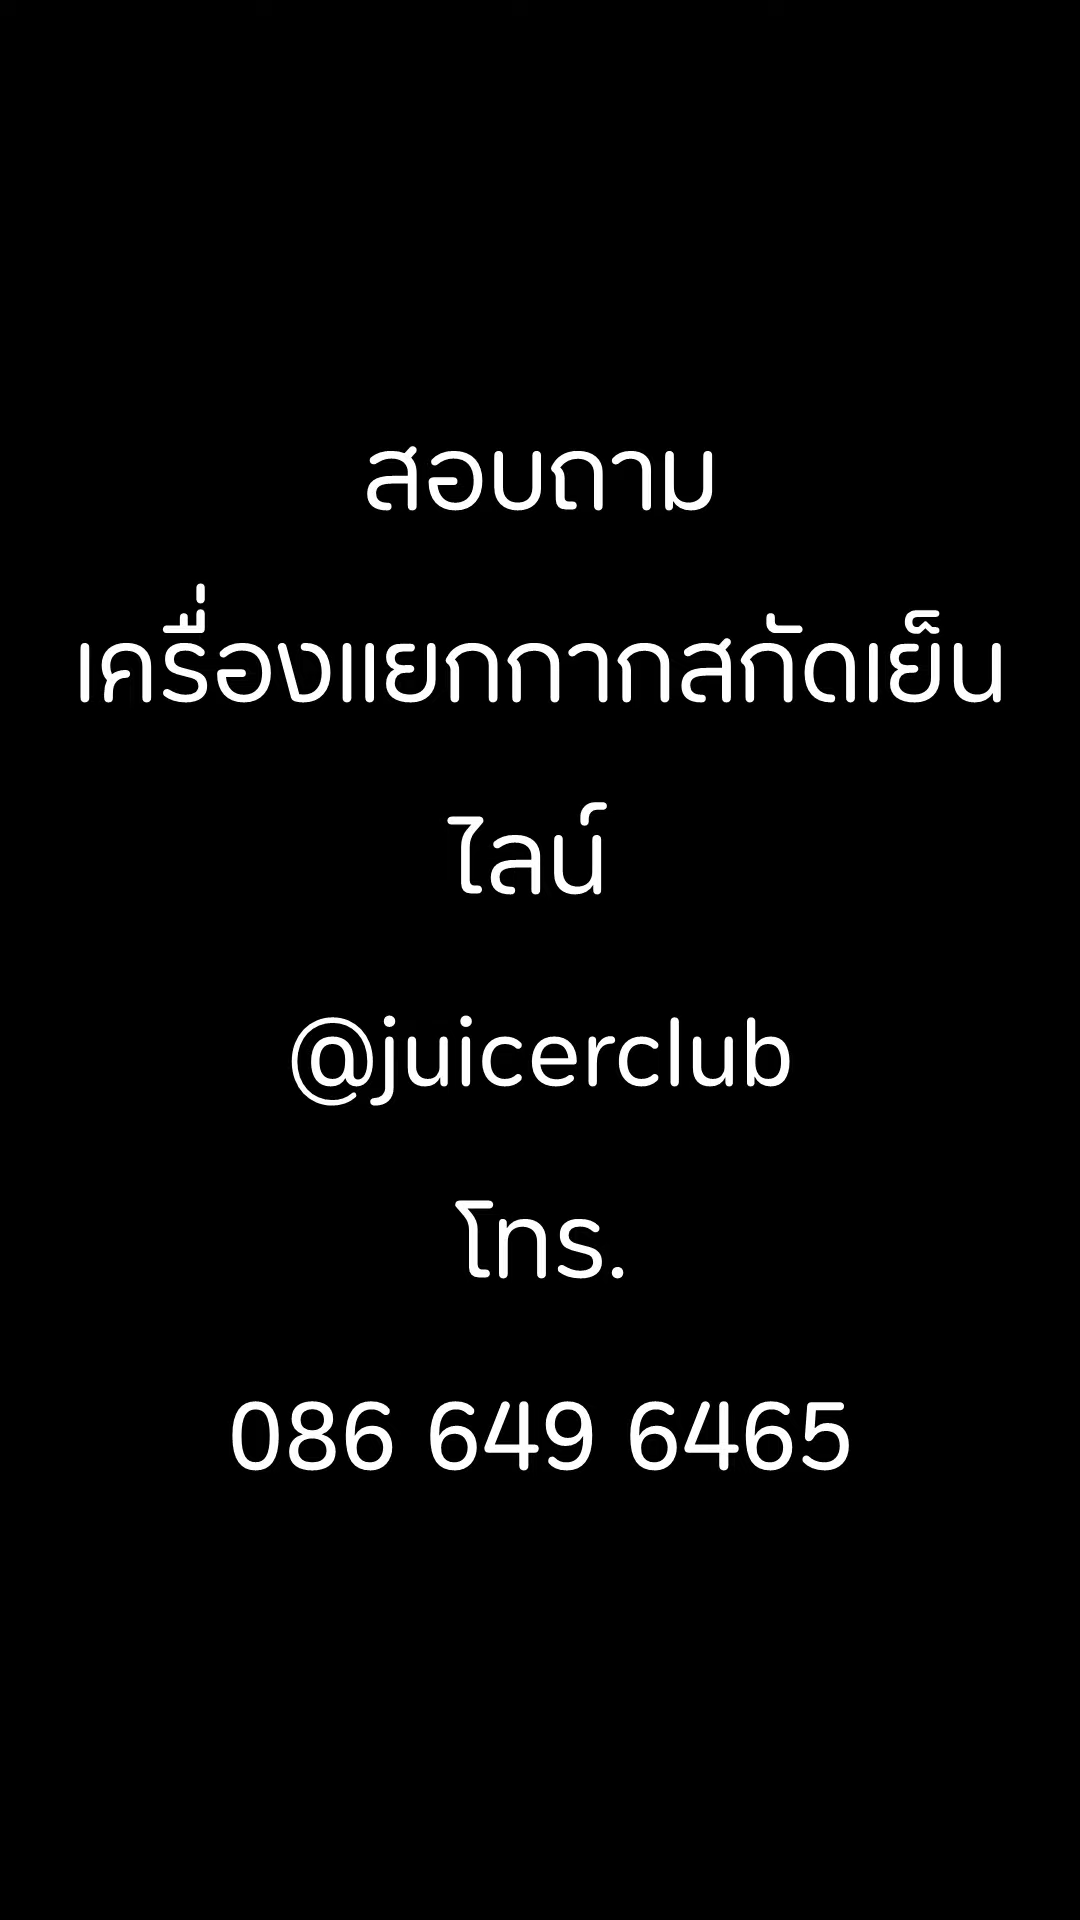 สอบถาม
เครื่องแยกกากสกัดเย็น
ไลน์
@juicerclub
โทร.
086 649 6465